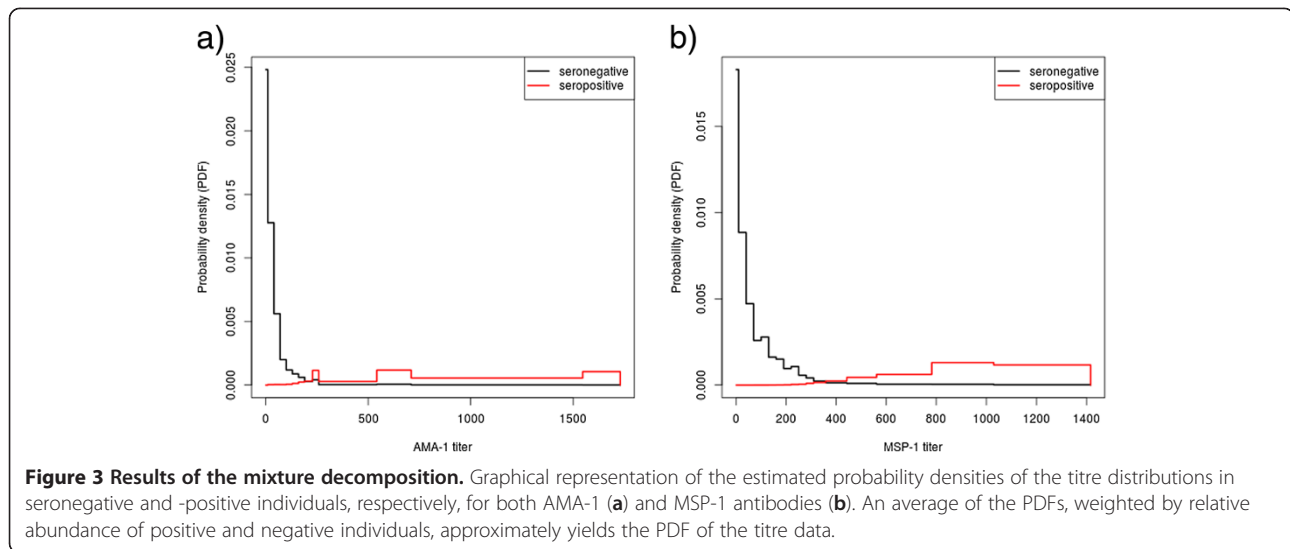 a)
seronegative
seropositive
Probability density (PDF)
0.025
0.020
0.015
0.010
0.005
0.000
0
500
1000
1500
AMA-1 titer
b)
seronegative
seropositive
Probability density (PDF)
0.015
0.010
0.005
0.000
0
200
400
600
800
1000
1200
1400
MSP-1 titer
Figure 3 Results of the mixture decomposition. Graphical representation of the estimated probability densities of the titre distributions in
seronegative and -positive individuals, respectively, for both AMA-1 (a) and MSP-1 antibodies (b). An average of the PDFs, weighted by relative
abundance of positive and negative individuals, approximately yields the PDF of the titre data.